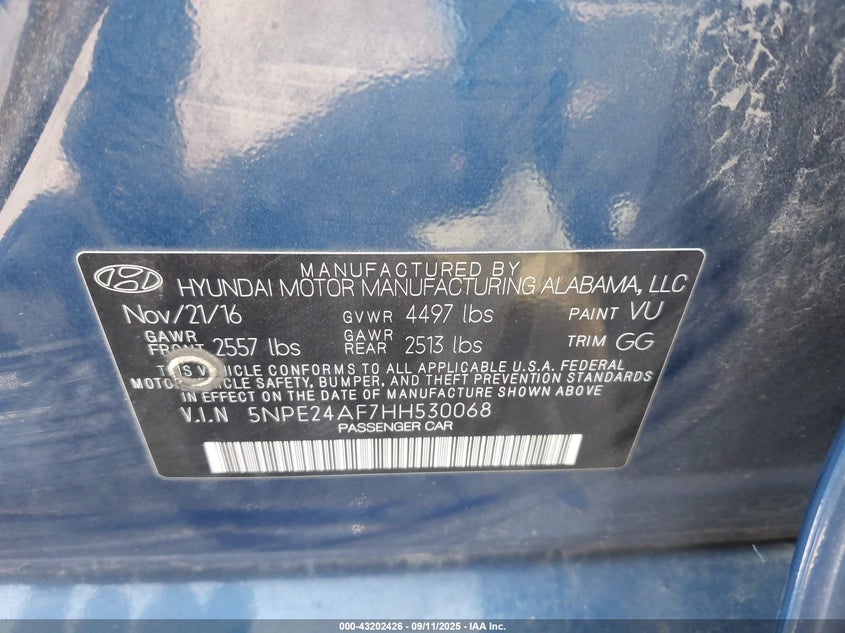 MANUFACTURED BY
HYUNDAI MOTOR MANUFACTURING ALABAMA, LLC
Nov/21/16 GVWR 4497 lbs PAINT VU
GAWR FRONT 2557 lbs GAWR REAR 2513 lbs TRIM GG
THIS VEHICLE CONFORMS TO ALL APPLICABLE U.S.A. FEDERAL
MOTOR VEHICLE SAFETY, BUMPER, AND THEFT PREVENTION STANDARDS
IN EFFECT ON THE DATE OF MANUFACTURE SHOWN ABOVE
V.I.N 5NPE24AF7HH530068
PASSENGER CAR
000-43202426 - 09/11/2025 - IAA Inc.